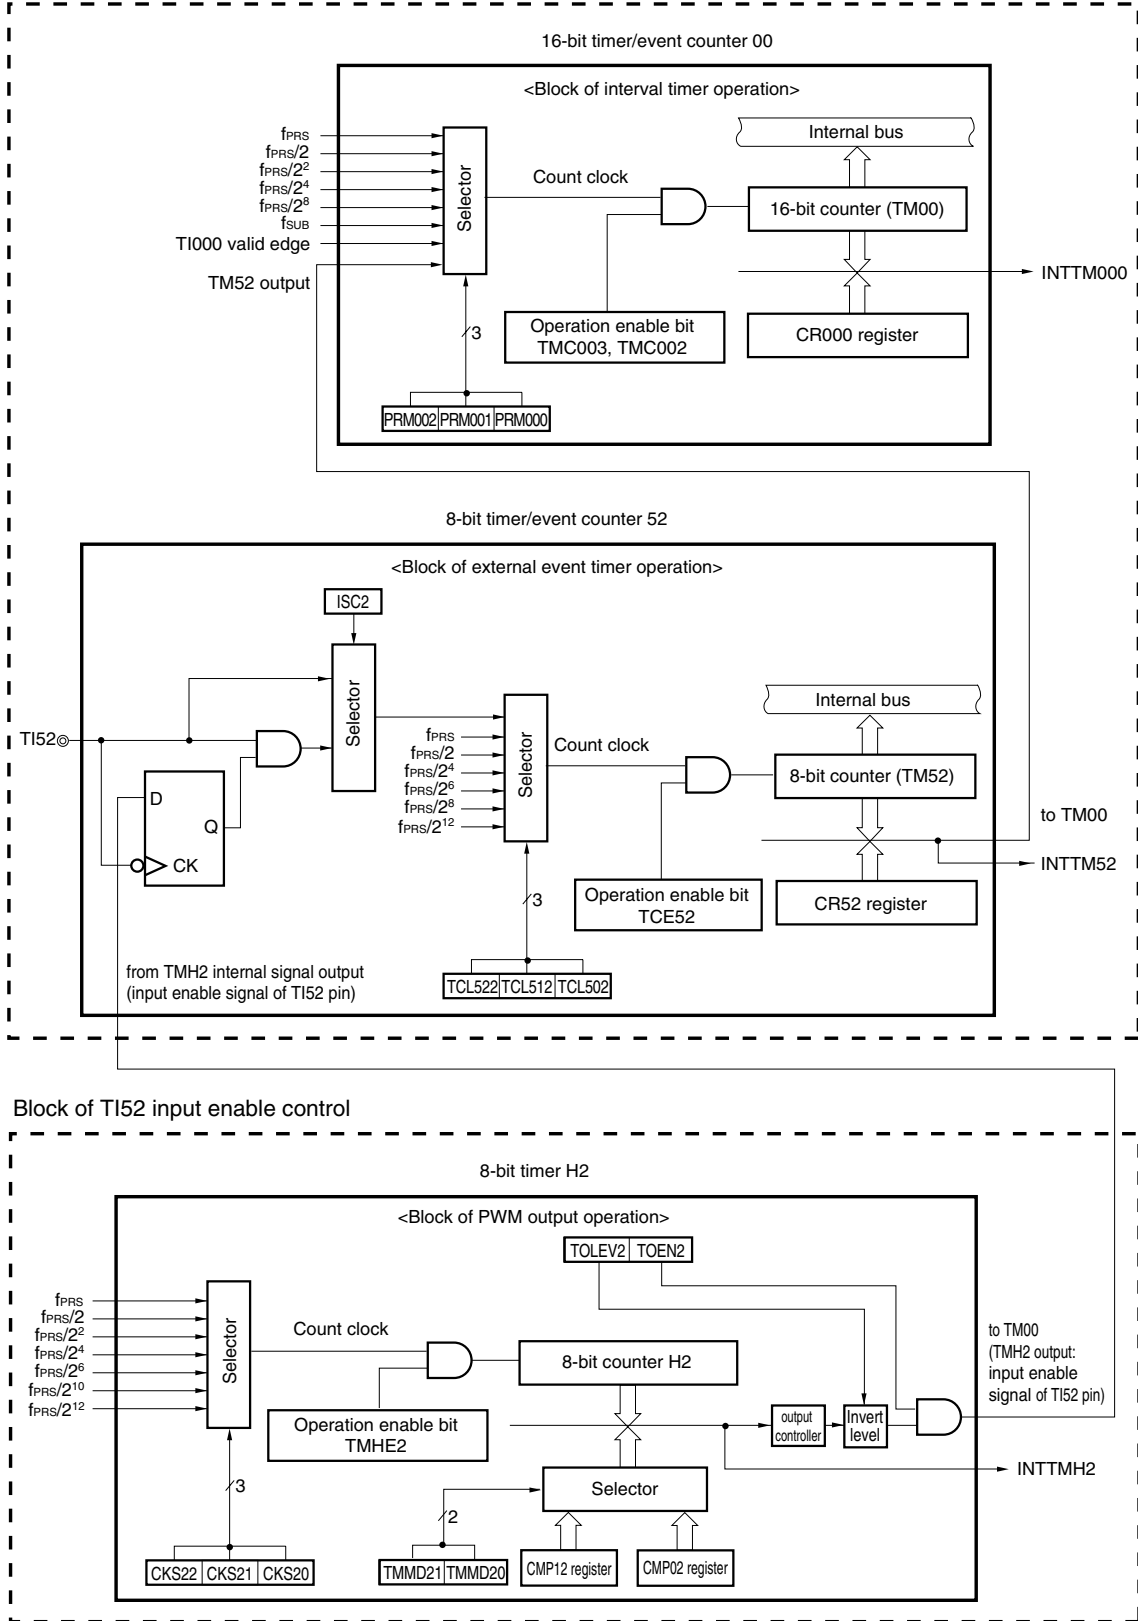 16-bit timer/event counter 00
<Block of interval timer operation>
fPRS
fPRS/2
fPRS/2²
fPRS/2⁴
fPRS/2⁸
fSUB
TI000 valid edge
TM52 output
Selector
Count clock
Internal bus
16-bit counter (TM00)
INTTM000
3
Operation enable bit
TMC003, TMC002
CR000 register
PRM002 PRM001 PRM000
8-bit timer/event counter 52
<Block of external event timer operation>
ISC2
Selector
TI52
D
Q
CK
fPRS
fPRS/2
fPRS/2⁴
fPRS/2⁶
fPRS/2⁸
fPRS/2¹²
Selector
Count clock
Internal bus
8-bit counter (TM52)
to TM00
INTTM52
3
Operation enable bit
TCE52
CR52 register
from TMH2 internal signal output
(input enable signal of TI52 pin)
TCL522 TCL512 TCL502
Block of TI52 input enable control
8-bit timer H2
<Block of PWM output operation>
TOLEV2 TOEN2
fPRS
fPRS/2
fPRS/2²
fPRS/2⁴
fPRS/2⁶
fPRS/2¹⁰
fPRS/2¹²
Selector
Count clock
8-bit counter H2
to TM00
(TMH2 output:
input enable
signal of TI52 pin)
Operation enable bit
TMHE2
output
controller
Invert
level
INTTMH2
3
2
Selector
CKS22 CKS21 CKS20
TMMD21 TMMD20
CMP12 register
CMP02 register